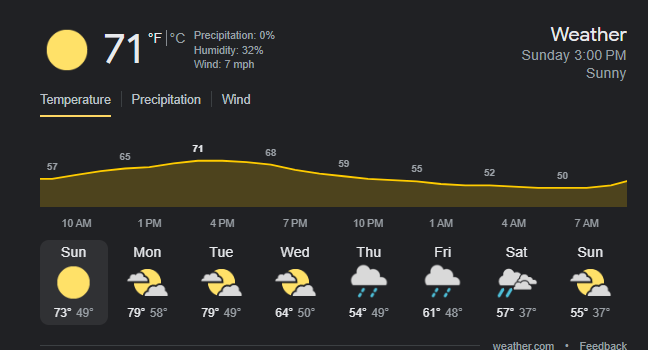 71 °F | °C
Precipitation: 0%
Humidity: 32%
Wind: 7 mph
Weather
Sunday 3:00 PM
Sunny
Temperature | Precipitation | Wind
57 65 71 68 59 55 52 50
10 AM 1 PM 4 PM 7 PM 10 PM 1 AM 4 AM 7 AM
Sun Mon Tue Wed Thu Fri Sat Sun
73° 49° 79° 58° 79° 49° 64° 50° 54° 49° 61° 48° 57° 37° 55° 37°
weather.com • Feedback